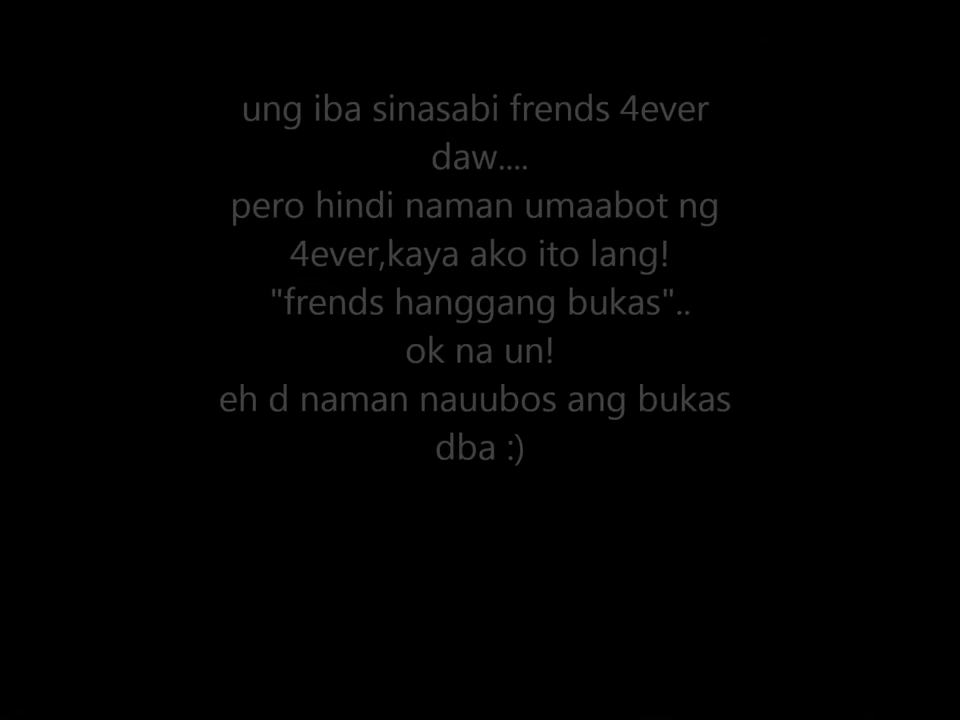 ung iba sinasabi frends 4ever
daw....
pero hindi naman umaabot ng
4ever,kaya ako ito lang!
"frends hanggang bukas"..
ok na un!
eh d naman nauubos ang bukas
dba :)